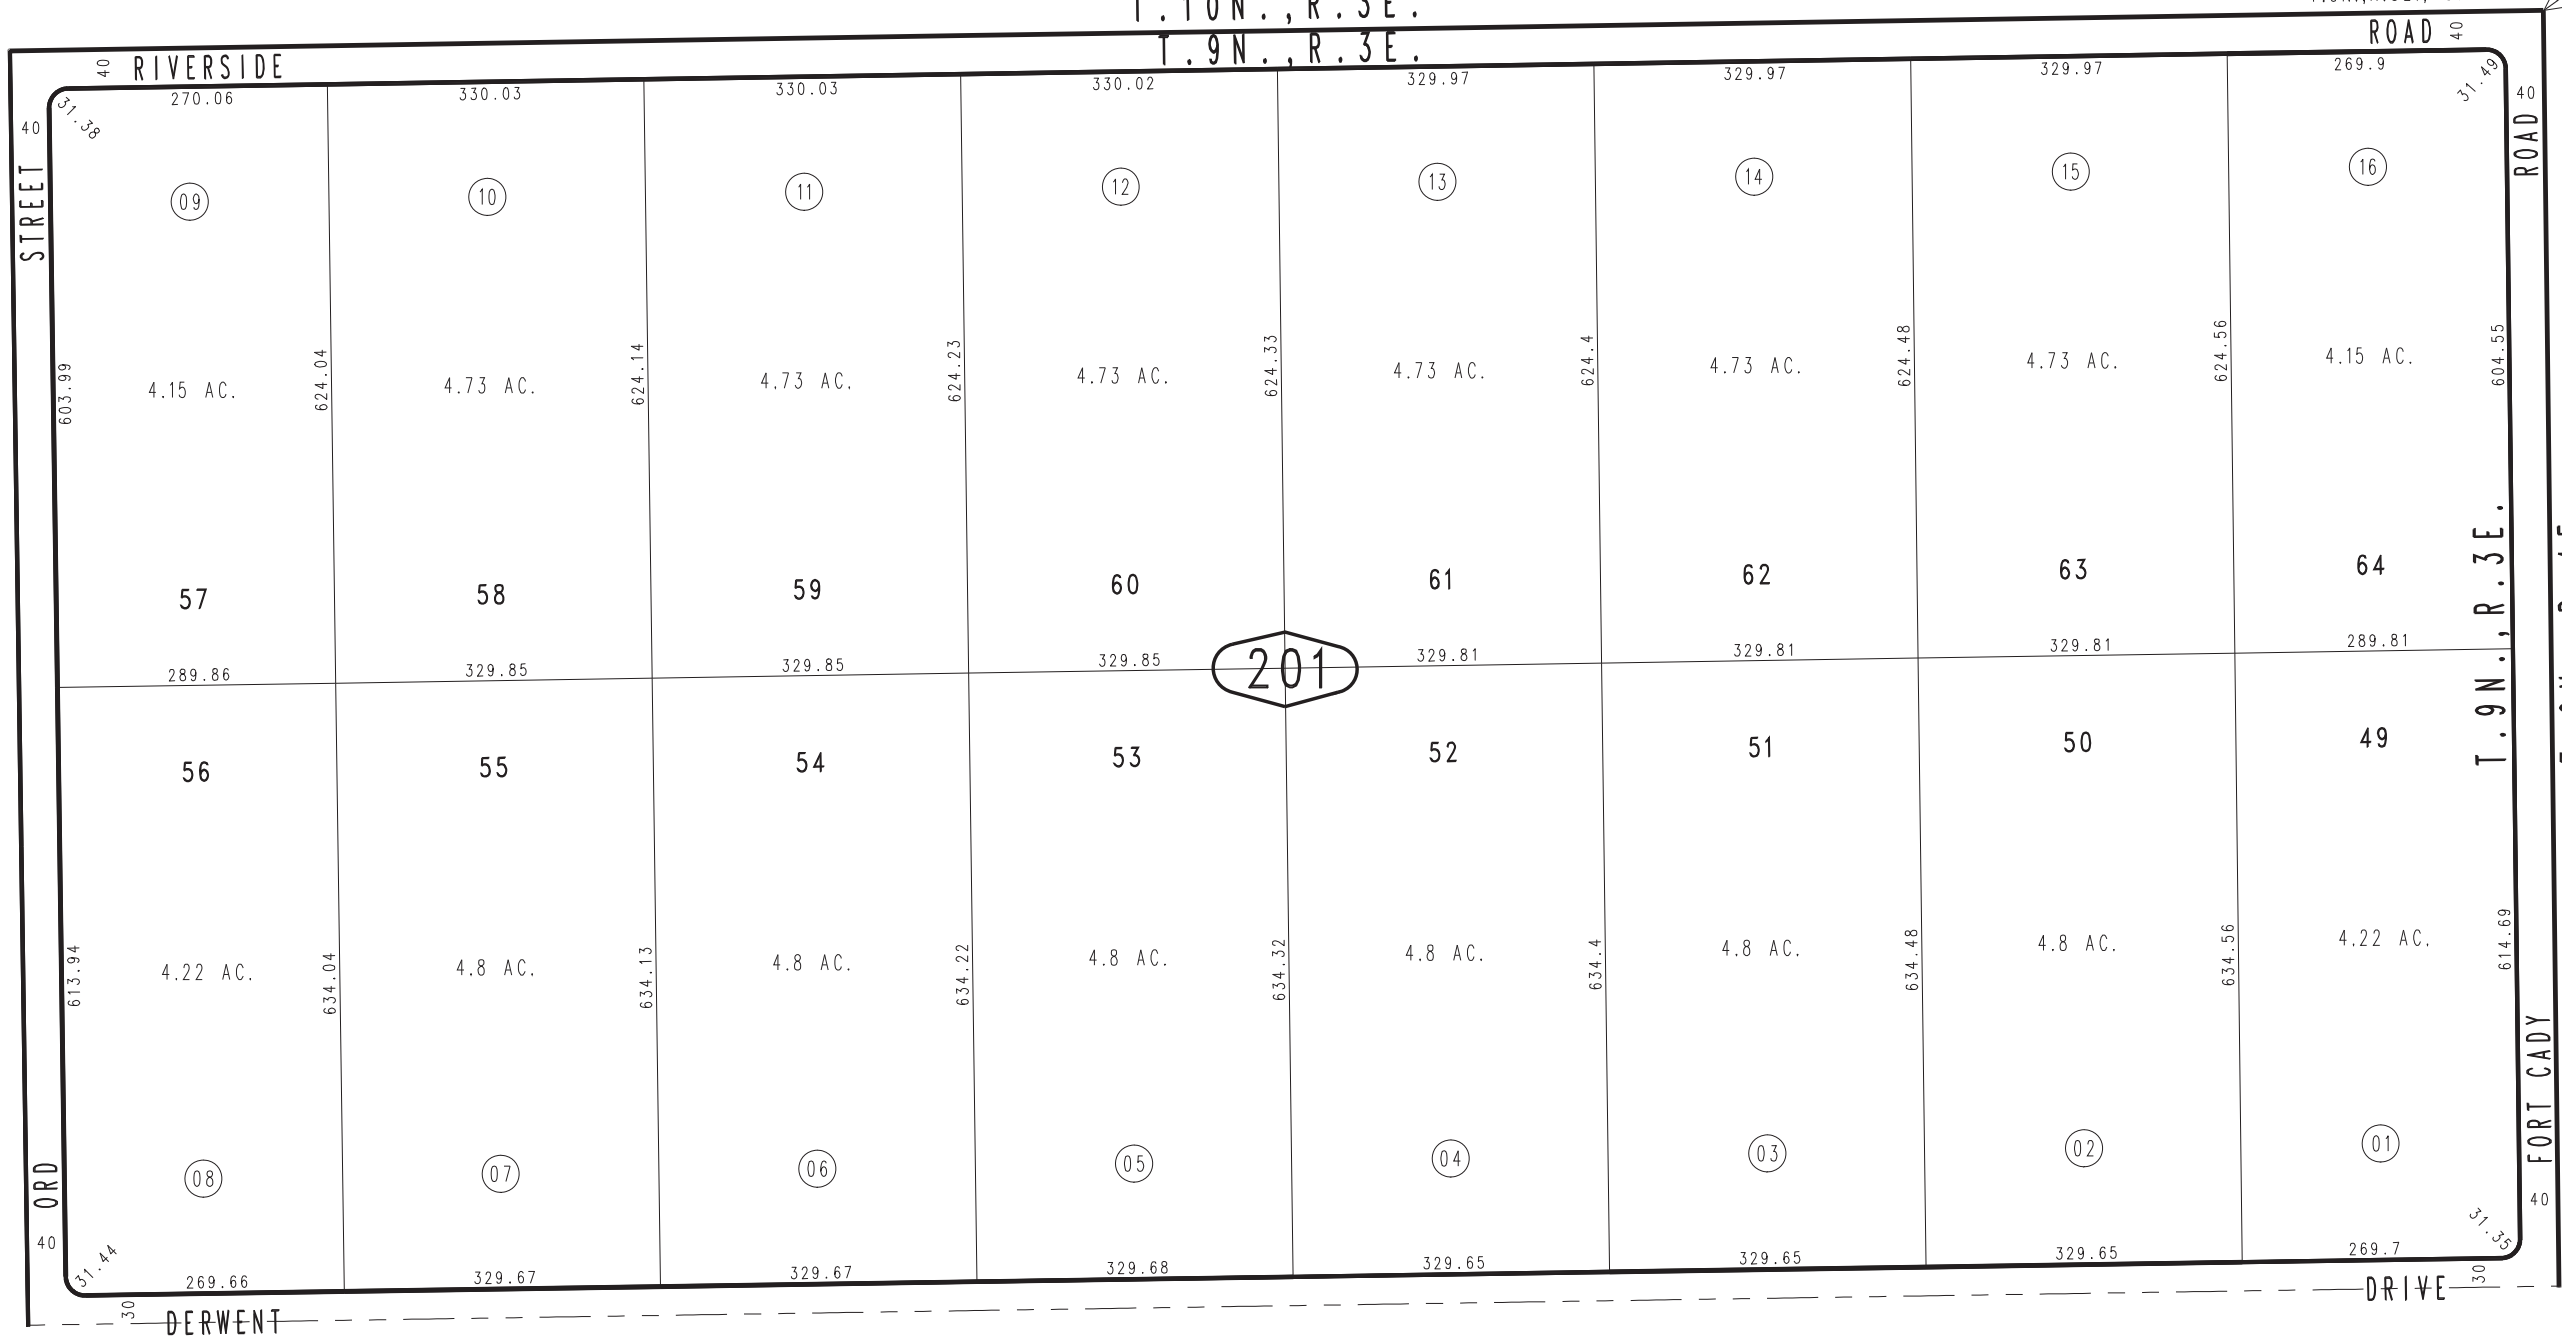 T.10N.,R.3E.
T.9N.,R.3E.
40 RIVERSIDE ROAD 40
270.06 330.03 330.03 330.02 329.97 329.97 329.97 269.9
31.38 31.49
40 40
STREET ROAD
09 10 11 12 13 14 15 16
603.99 624.04 624.14 624.23 624.33 624.4 624.48 624.56 604.55
4.15 AC. 4.73 AC. 4.73 AC. 4.73 AC. 4.73 AC. 4.73 AC. 4.73 AC. 4.15 AC.
57 58 59 60 61 62 63 64
T.9N.,R.3E.
289.86 329.85 329.85 329.85 329.81 329.81 329.81 289.81
201
56 55 54 53 52 51 50 49
613.94 634.04 634.13 634.22 634.32 634.4 634.48 634.56 614.69
4.22 AC. 4.8 AC. 4.8 AC. 4.8 AC. 4.8 AC. 4.8 AC. 4.8 AC. 4.22 AC.
ORD FORT CADY
08 07 06 05 04 03 02 01
40 40
31.44 31.35
269.66 329.67 329.67 329.68 329.65 329.65 329.65 269.7
30 30
DERWENT DRIVE